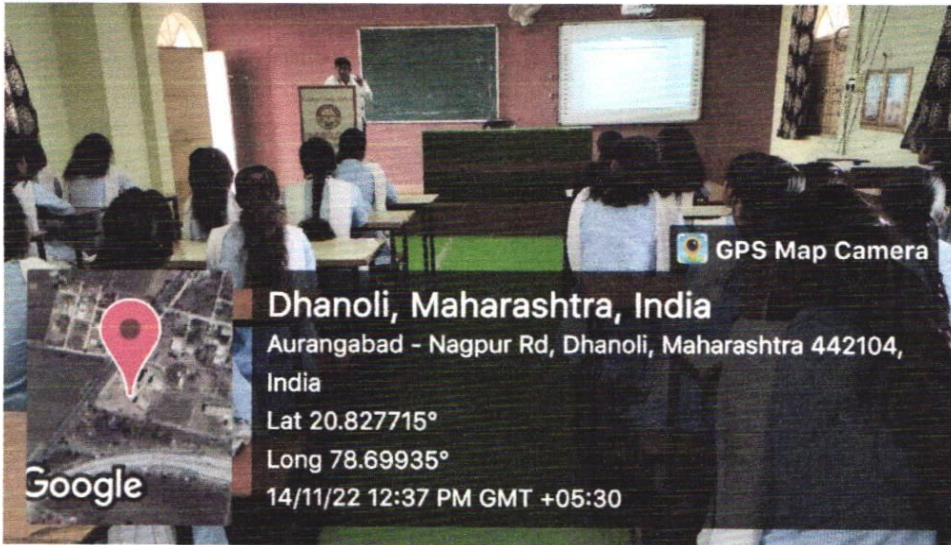 GPS Map Camera
Dhanoli, Maharashtra, India
Aurangabad - Nagpur Rd, Dhanoli, Maharashtra 442104,
India
Lat 20.827715°
Long 78.69935°
14/11/22 12:37 PM GMT +05:30
Google